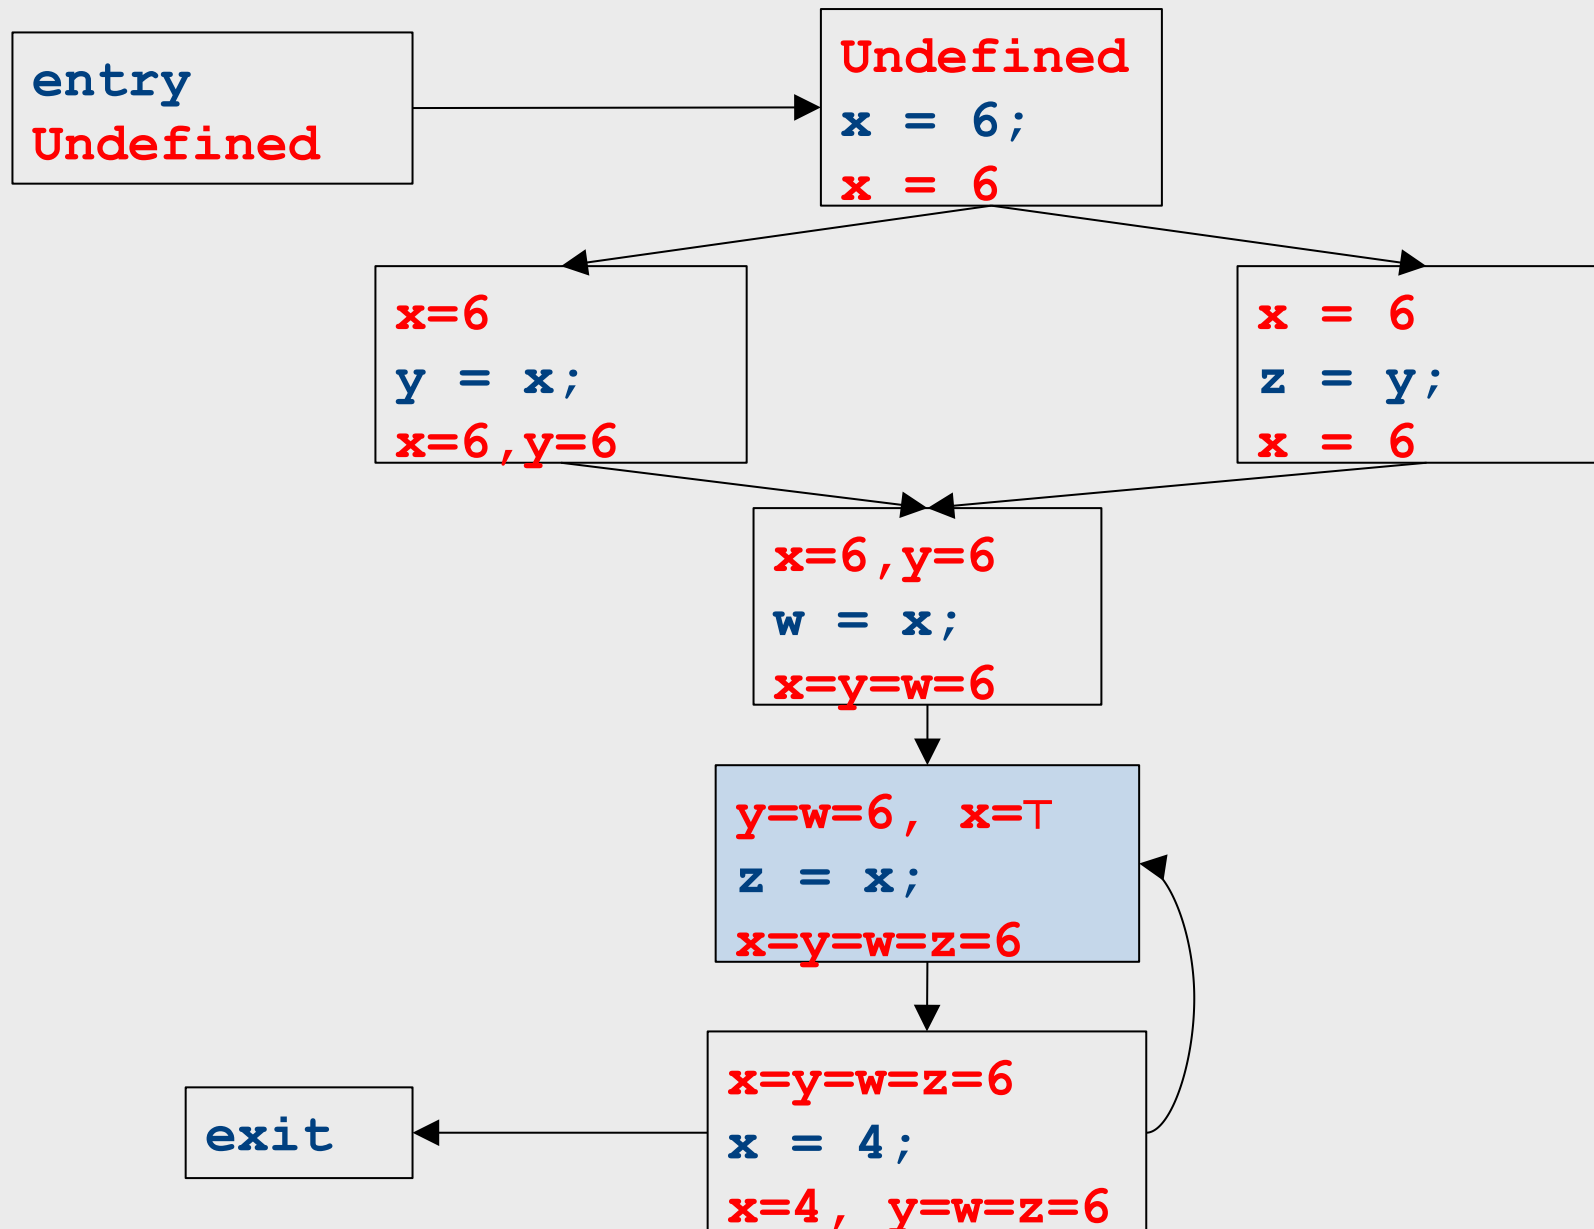 entry
Undefined
Undefined
x = 6;
x = 6
x=6
y = x;
x=6,y=6
x = 6
z = y;
x = 6
x=6,y=6
w = x;
x=y=w=6
y=w=6, x=⊤
z = x;
x=y=w=z=6
x=y=w=z=6
x = 4;
x=4, y=w=z=6
exit